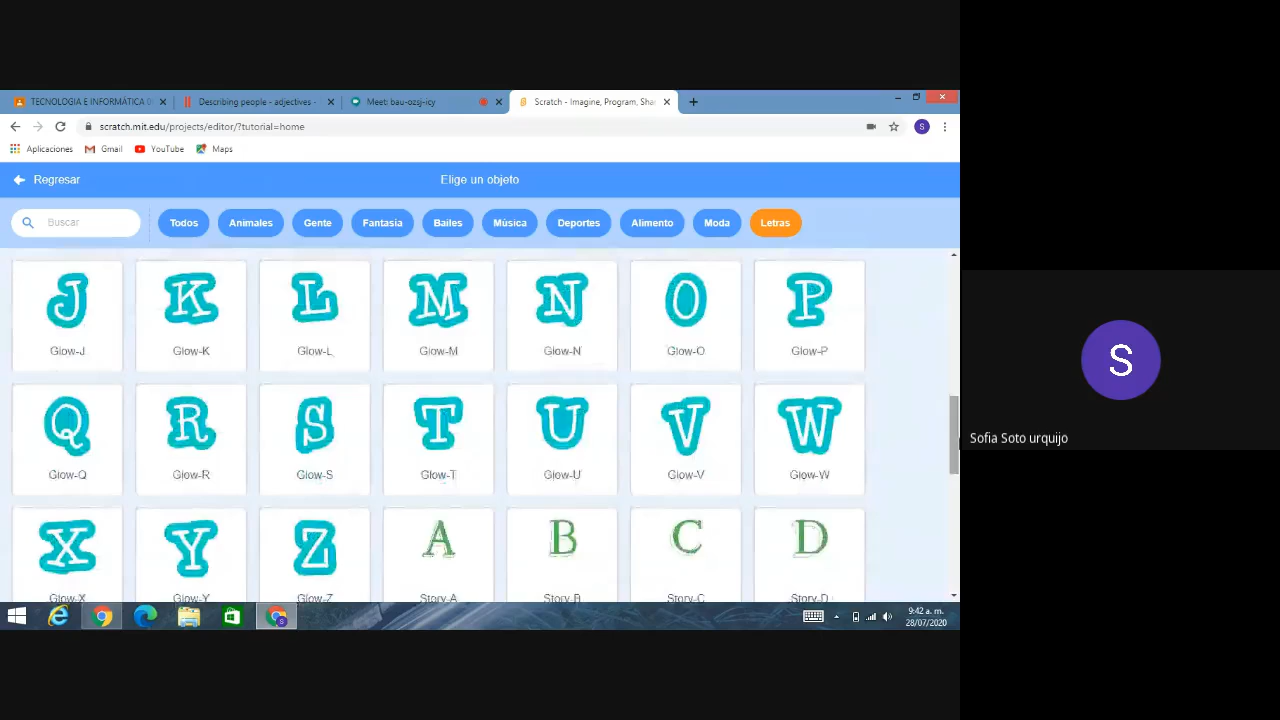 TECNOLOGIA E INFORMÁTICA
Describing people - adjectives -
Meet: bau-ozsj-icy
Scratch - Imagine, Program, Sha
scratch.mit.edu/projects/editor/?tutorial=home
S
Aplicaciones
Gmail
YouTube
Maps
Regresar
Elige un objeto
Buscar
Todos
Animales
Gente
Fantasia
Bailes
Música
Deportes
Alimento
Moda
Letras
J K L M N O P
Glow-J Glow-K Glow-L Glow-M Glow-N Glow-O Glow-P
Q R S T U V W
Glow-Q Glow-R Glow-S Glow-T Glow-U Glow-V Glow-W
X Y Z A B C D
Glow-X Glow-Y Glow-Z Story-A Story-B Story-C Story-D
9:42 a. m.
28/07/2020
S
Sofia Soto urquijo